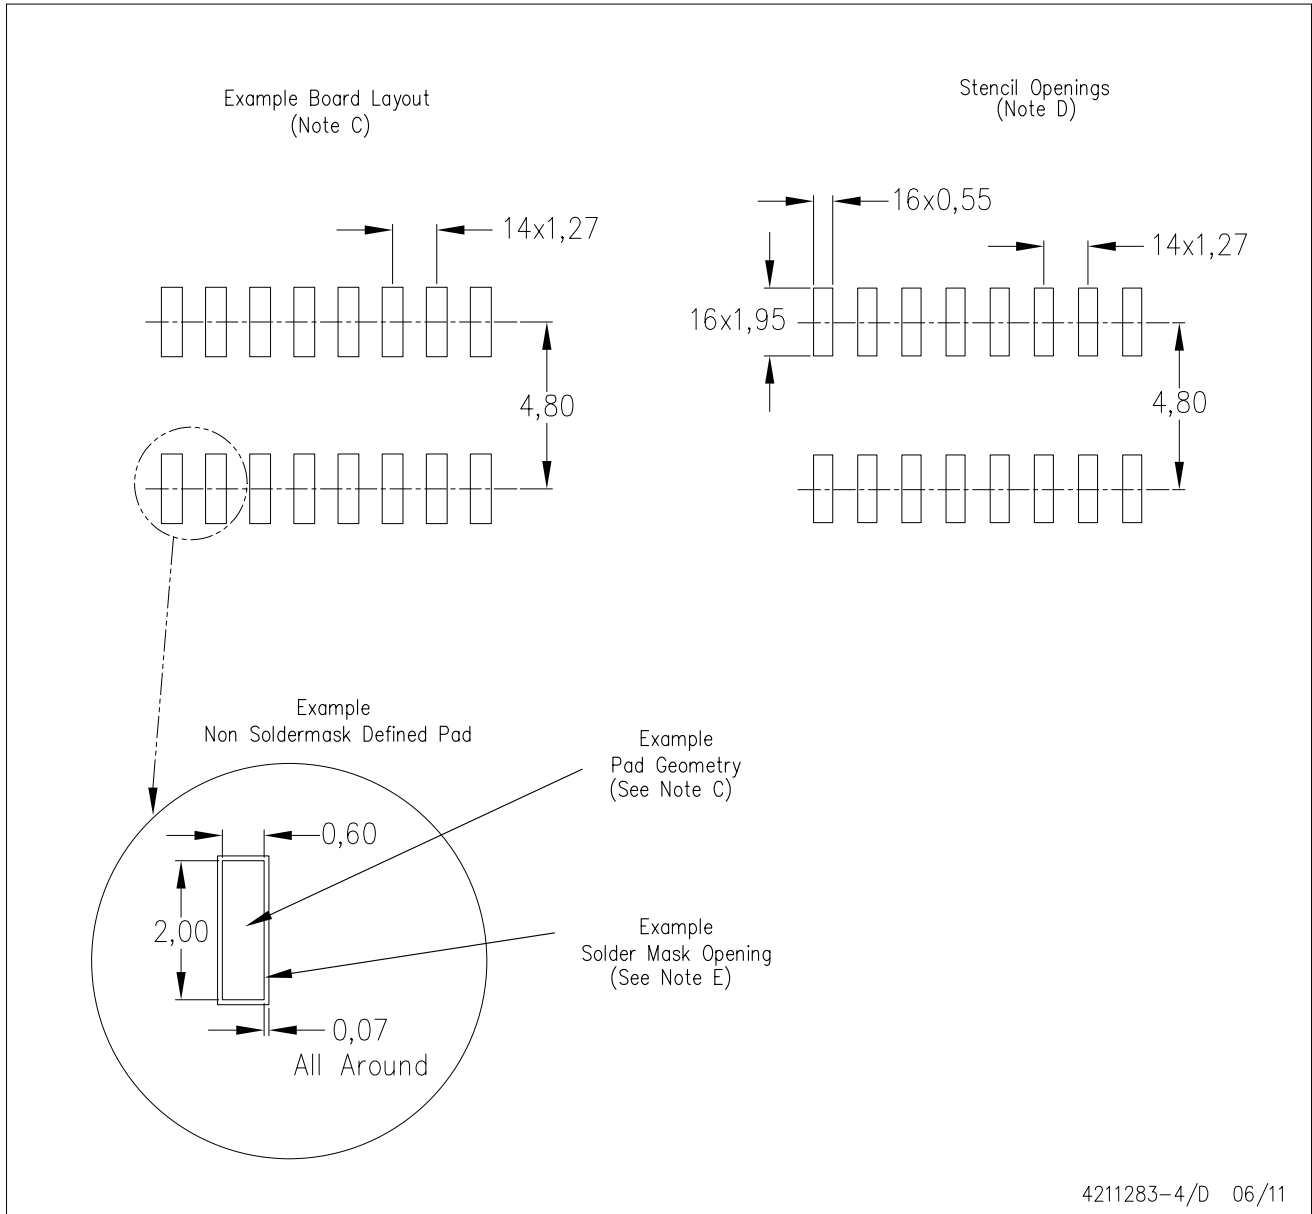 Example Board Layout
(Note C)
Stencil Openings
(Note D)
14x1,27
4,80
16x0,55
14x1,27
16x1,95
4,80
Example
Non Soldermask Defined Pad
Example
Pad Geometry
(See Note C)
0,60
2,00
Example
Solder Mask Opening
(See Note E)
0,07
All Around
4211283-4/D 06/11